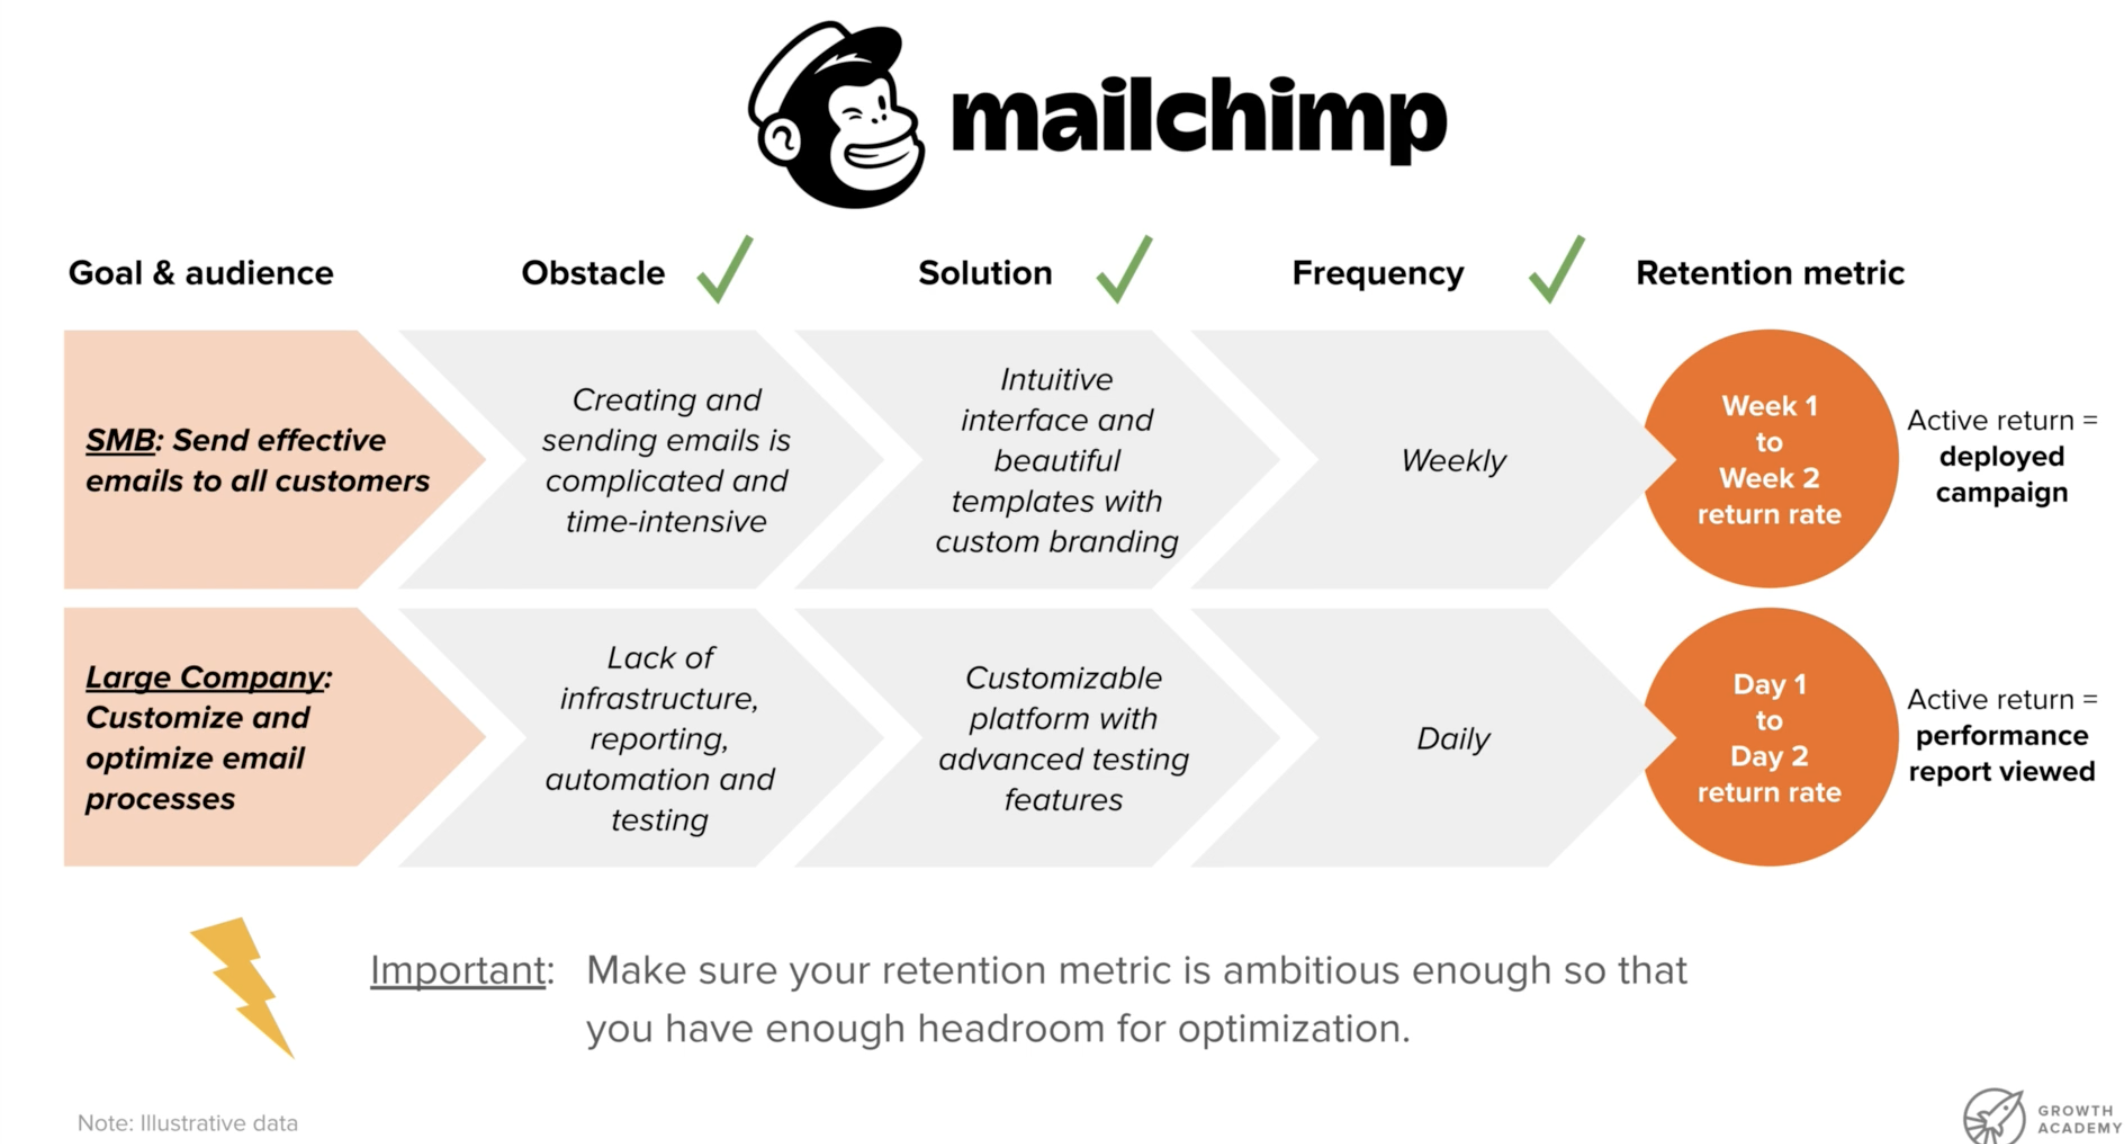 mailchimp
Goal & audience
Obstacle
Solution
Frequency
Retention metric
SMB: Send effective
emails to all customers
Creating and
sending emails is
complicated and
time-intensive
Intuitive
interface and
beautiful
templates with
custom branding
Weekly
Week 1
to
Week 2
return rate
Active return =
deployed
campaign
Large Company:
Customize and
optimize email
processes
Lack of
infrastructure,
reporting,
automation and
testing
Customizable
platform with
advanced testing
features
Daily
Day 1
to
Day 2
return rate
Active return =
performance
report viewed
Important: Make sure your retention metric is ambitious enough so that
you have enough headroom for optimization.
Note: Illustrative data
GROWTH
ACADEMY